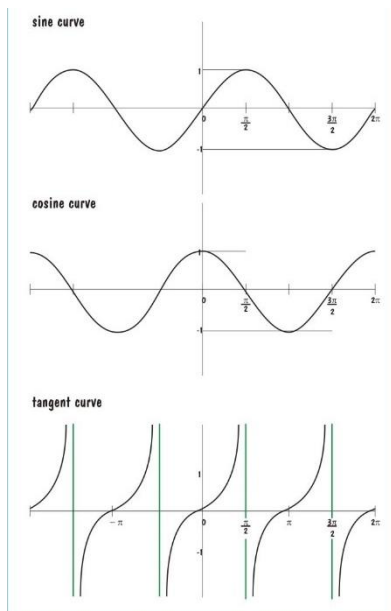 sine curve
1
0 π/2 3π/2 2π
-1
cosine curve
1
0 π/2 3π/2 2π
-1
tangent curve
1
-π 0 π/2 π 3π/2 2π
-1